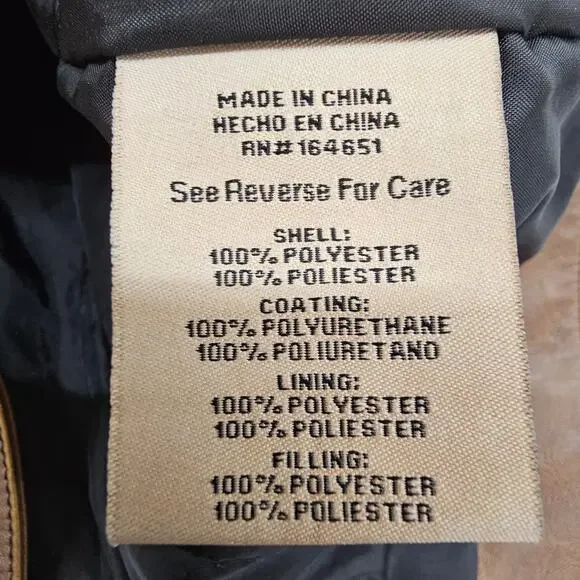 MADE IN CHINA
HECHO EN CHINA
RN# 164651
See Reverse For Care
SHELL:
100% POLYESTER
100% POLIESTER
COATING:
100% POLYURETHANE
100% POLIURETANO
LINING:
100% POLYESTER
100% POLIESTER
FILLING:
100% POLYESTER
100% POLIESTER